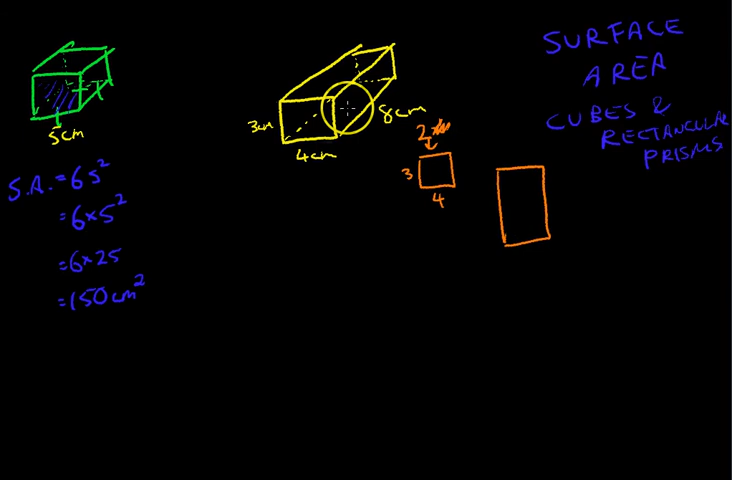 SURFACE
AREA
CUBES &
RECTANGULAR
PRISMS
5cm
S.A. = 6s²
= 6×5²
= 6×25
= 150cm²
3cm
4cm
8cm
2
3
4